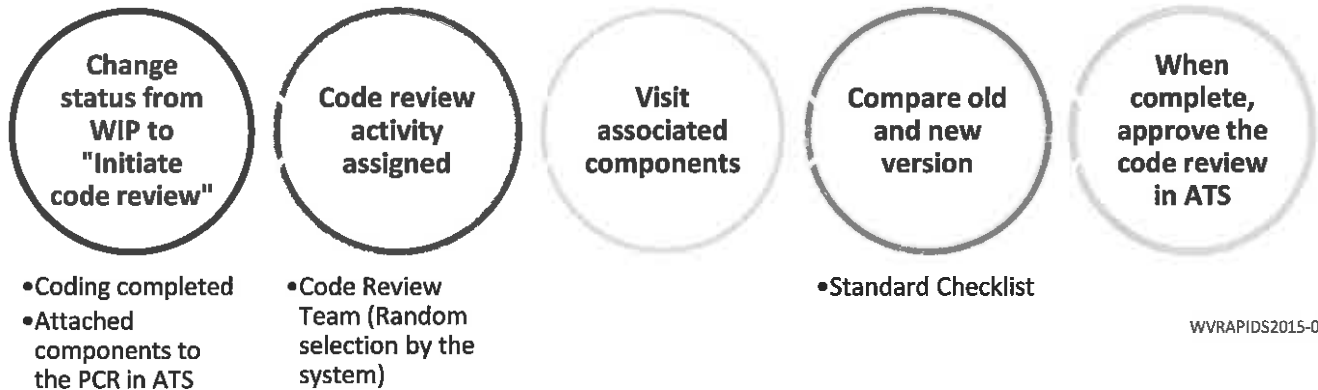 Change
status from
WIP to
"Initiate
code review"
Code review
activity
assigned
Visit
associated
components
Compare old
and new
version
When
complete,
approve the
code review
in ATS
•Coding completed
•Attached
components to
the PCR in ATS
•Code Review
Team (Random
selection by the
system)
•Standard Checklist
WVRAPIDS2015-0